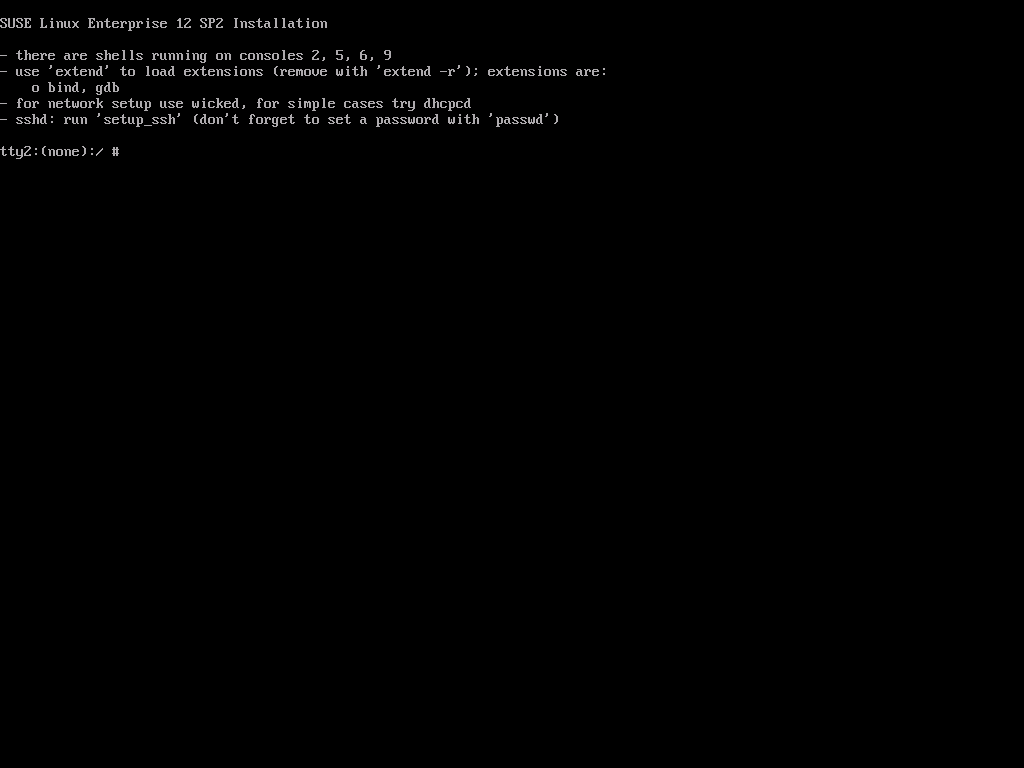 SUSE Linux Enterprise 12 SP2 Installation
- there are shells running on consoles 2, 5, 6, 9
- use 'extend' to load extensions (remove with 'extend -r'); extensions are:
o bind, gdb
- for network setup use wicked, for simple cases try dhcpcd
- sshd: run 'setup_ssh' (don't forget to set a password with 'passwd')
tty2:(none):/ #